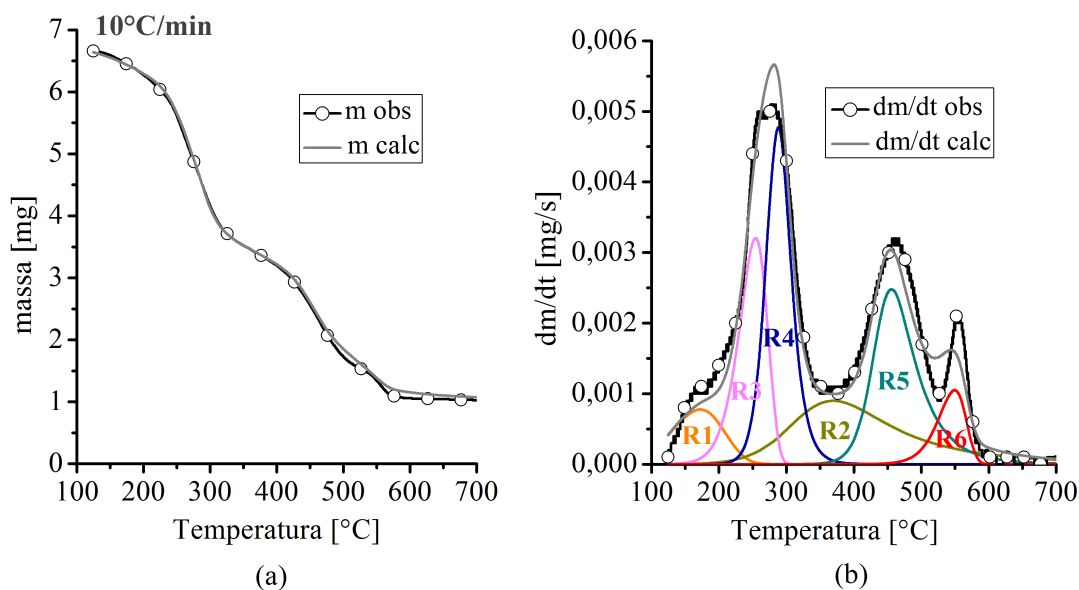 10°C/min
massa [mg]
7
6
5
4
3
2
1
0
m obs
m calc
100 200 300 400 500 600 700
Temperatura [°C]
(a)
dm/dt [mg/s]
0,006
0,005
0,004
0,003
0,002
0,001
0,000
dm/dt obs
dm/dt calc
R1
R3
R4
R2
R5
R6
100 200 300 400 500 600 700
Temperatura [°C]
(b)